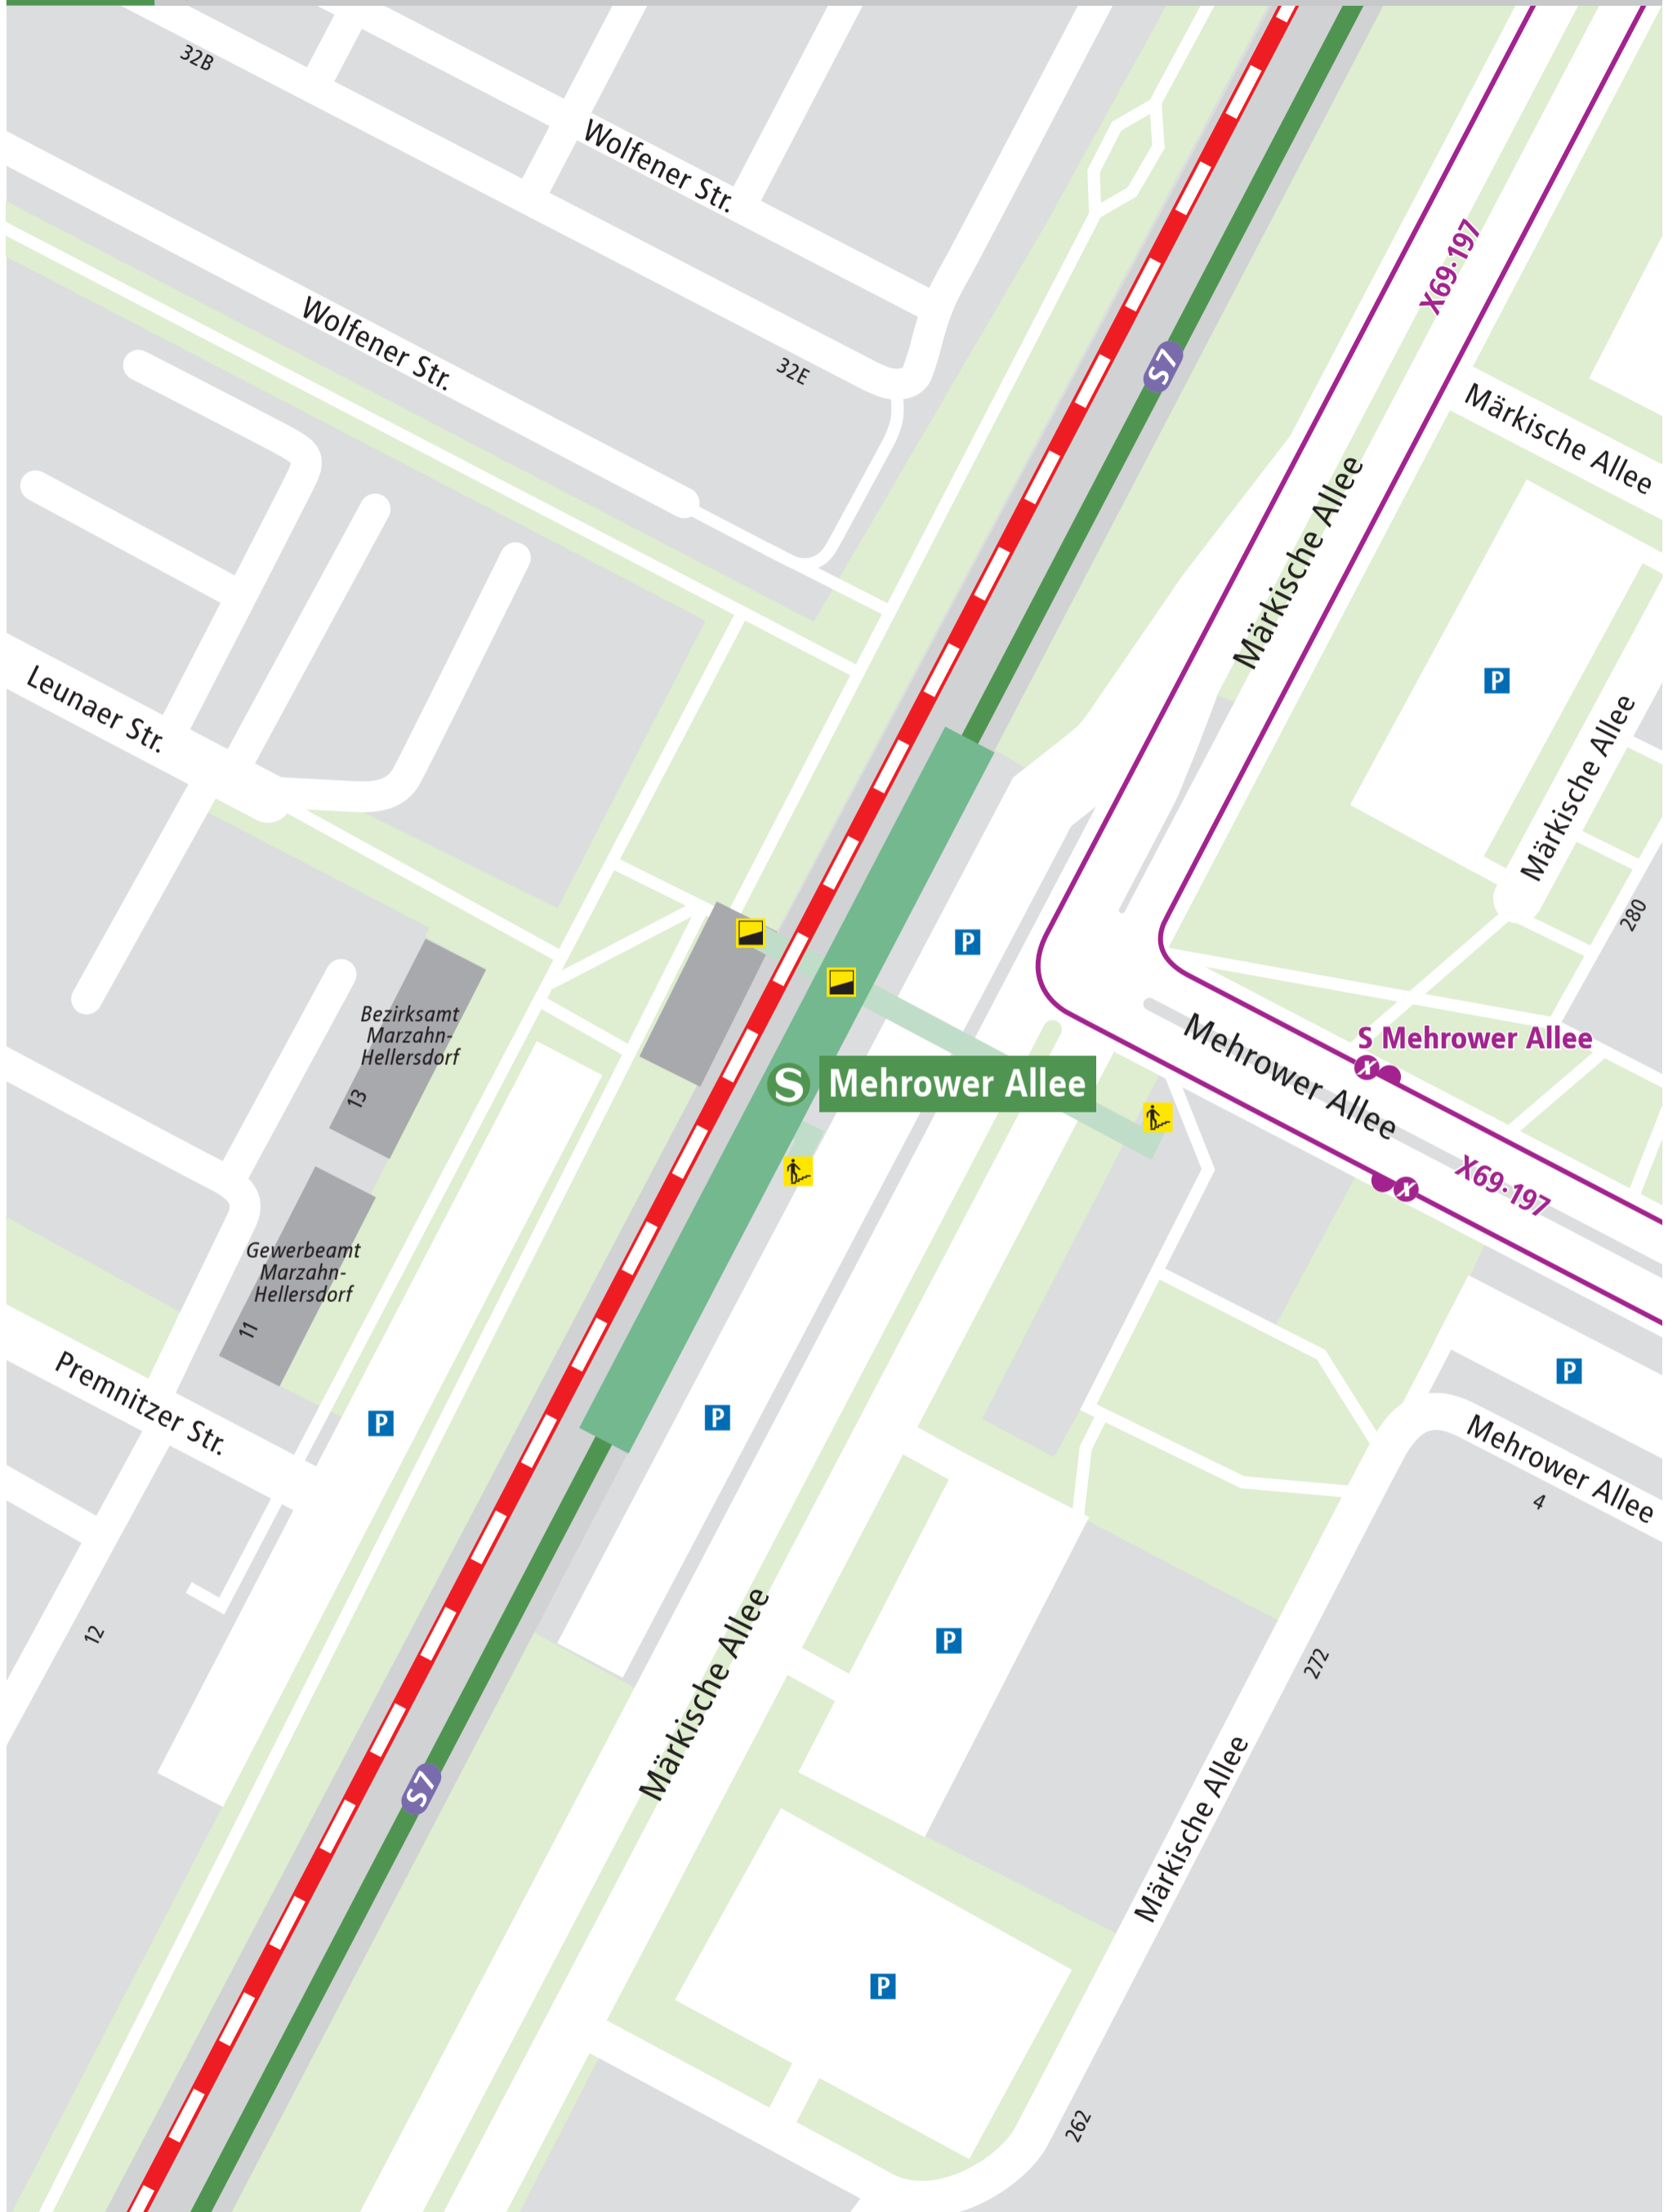 32B
Wolfener Str.
X69·197
Wolfener Str.
32E
S7
Märkische Allee
Märkische Allee
Leunaer Str.
P
Märkische Allee
280
P
Bezirksamt
Marzahn-
Hellersdorf
13
S Mehrower Allee
X
Mehrower Allee
S Mehrower Allee
X69·197
X
Gewerbeamt
Marzahn-
Hellersdorf
11
Premnitzer Str.
P
P
P
Mehrower Allee
4
12
P
272
Märkische Allee
S7
Märkische Allee
P
262